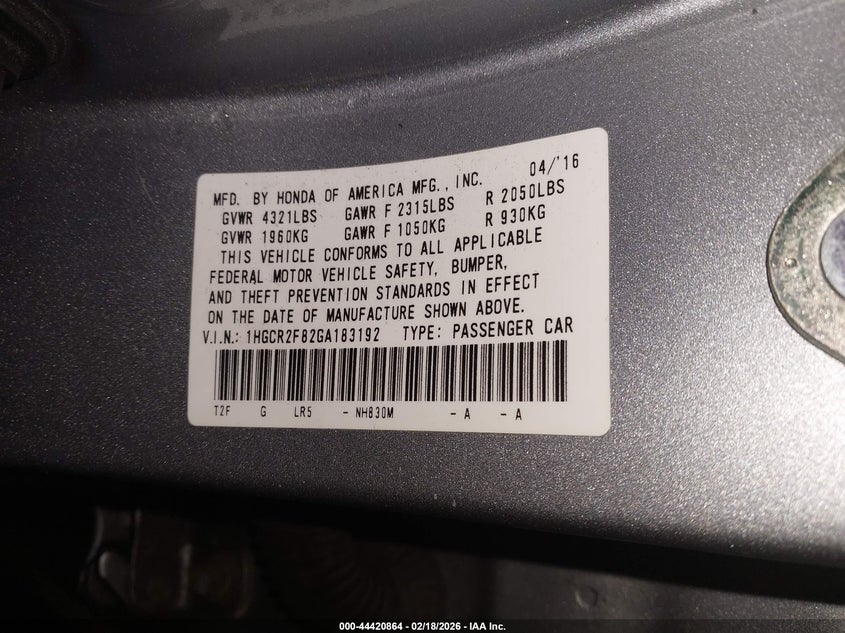 MFD. BY HONDA OF AMERICA MFG., INC. 04/'16
GVWR 4321LBS GAWR F 2315LBS R 2050LBS
GVWR 1960KG GAWR F 1050KG R 930KG
THIS VEHICLE CONFORMS TO ALL APPLICABLE
FEDERAL MOTOR VEHICLE SAFETY, BUMPER,
AND THEFT PREVENTION STANDARDS IN EFFECT
ON THE DATE OF MANUFACTURE SHOWN ABOVE.
V.I.N.: 1HGCR2F82GA183192 TYPE: PASSENGER CAR
T2F G LR5 - NH830M - A - A
000-44420864 - 02/18/2026 - IAA Inc.